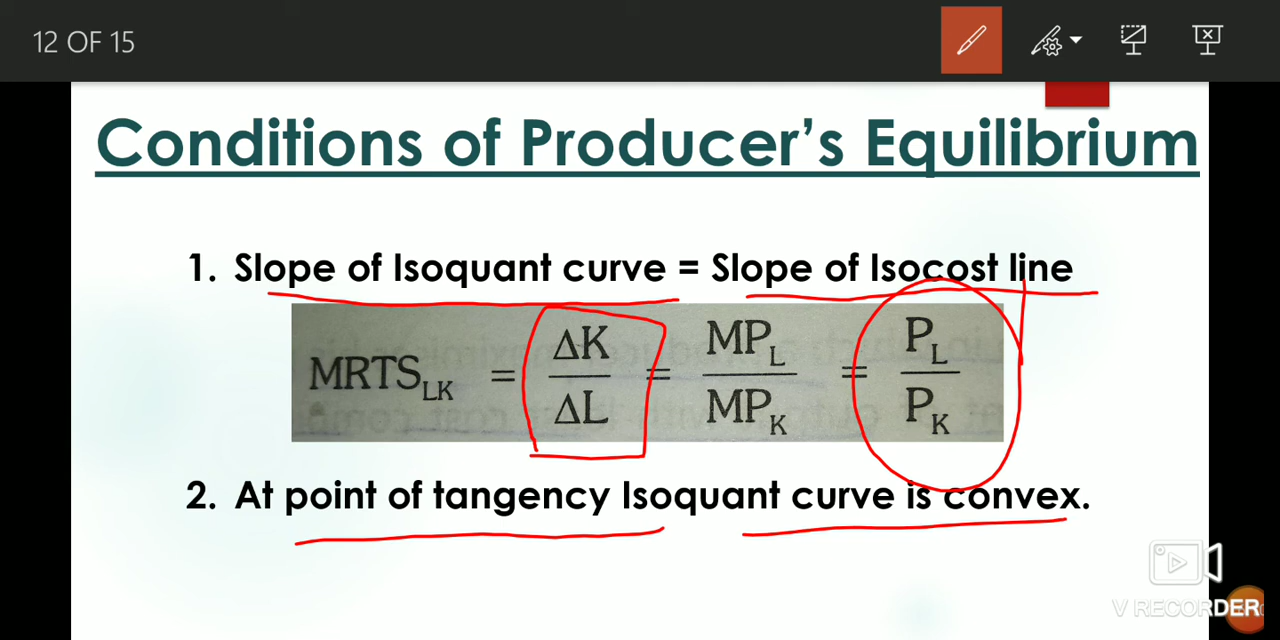 12 OF 15
Conditions of Producer's Equilibrium
1. Slope of Isoquant curve = Slope of Isocost line
MRTS_LK = ΔK/ΔL = MP_L/MP_K = P_L/P_K
2. At point of tangency Isoquant curve is convex.
V RECORDER